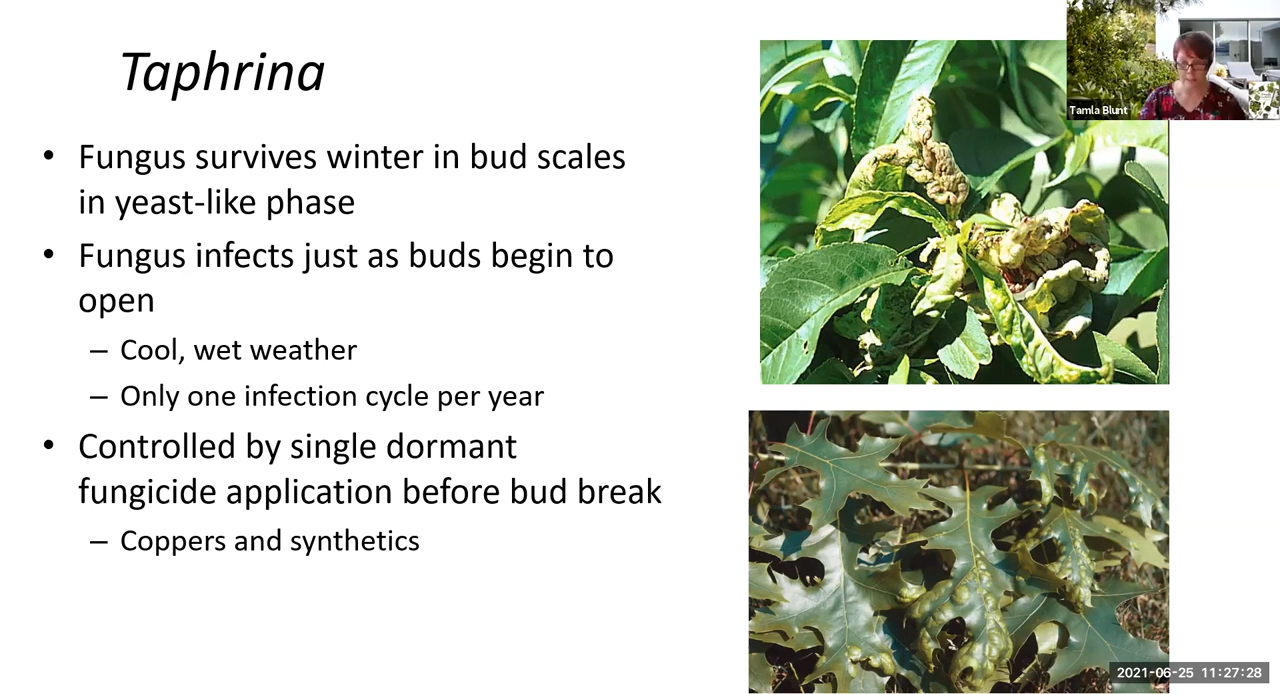 Taphrina
• Fungus survives winter in bud scales
in yeast-like phase
• Fungus infects just as buds begin to
open
– Cool, wet weather
– Only one infection cycle per year
• Controlled by single dormant
fungicide application before bud break
– Coppers and synthetics
Tamla Blunt
2021-06-25 11:27:28